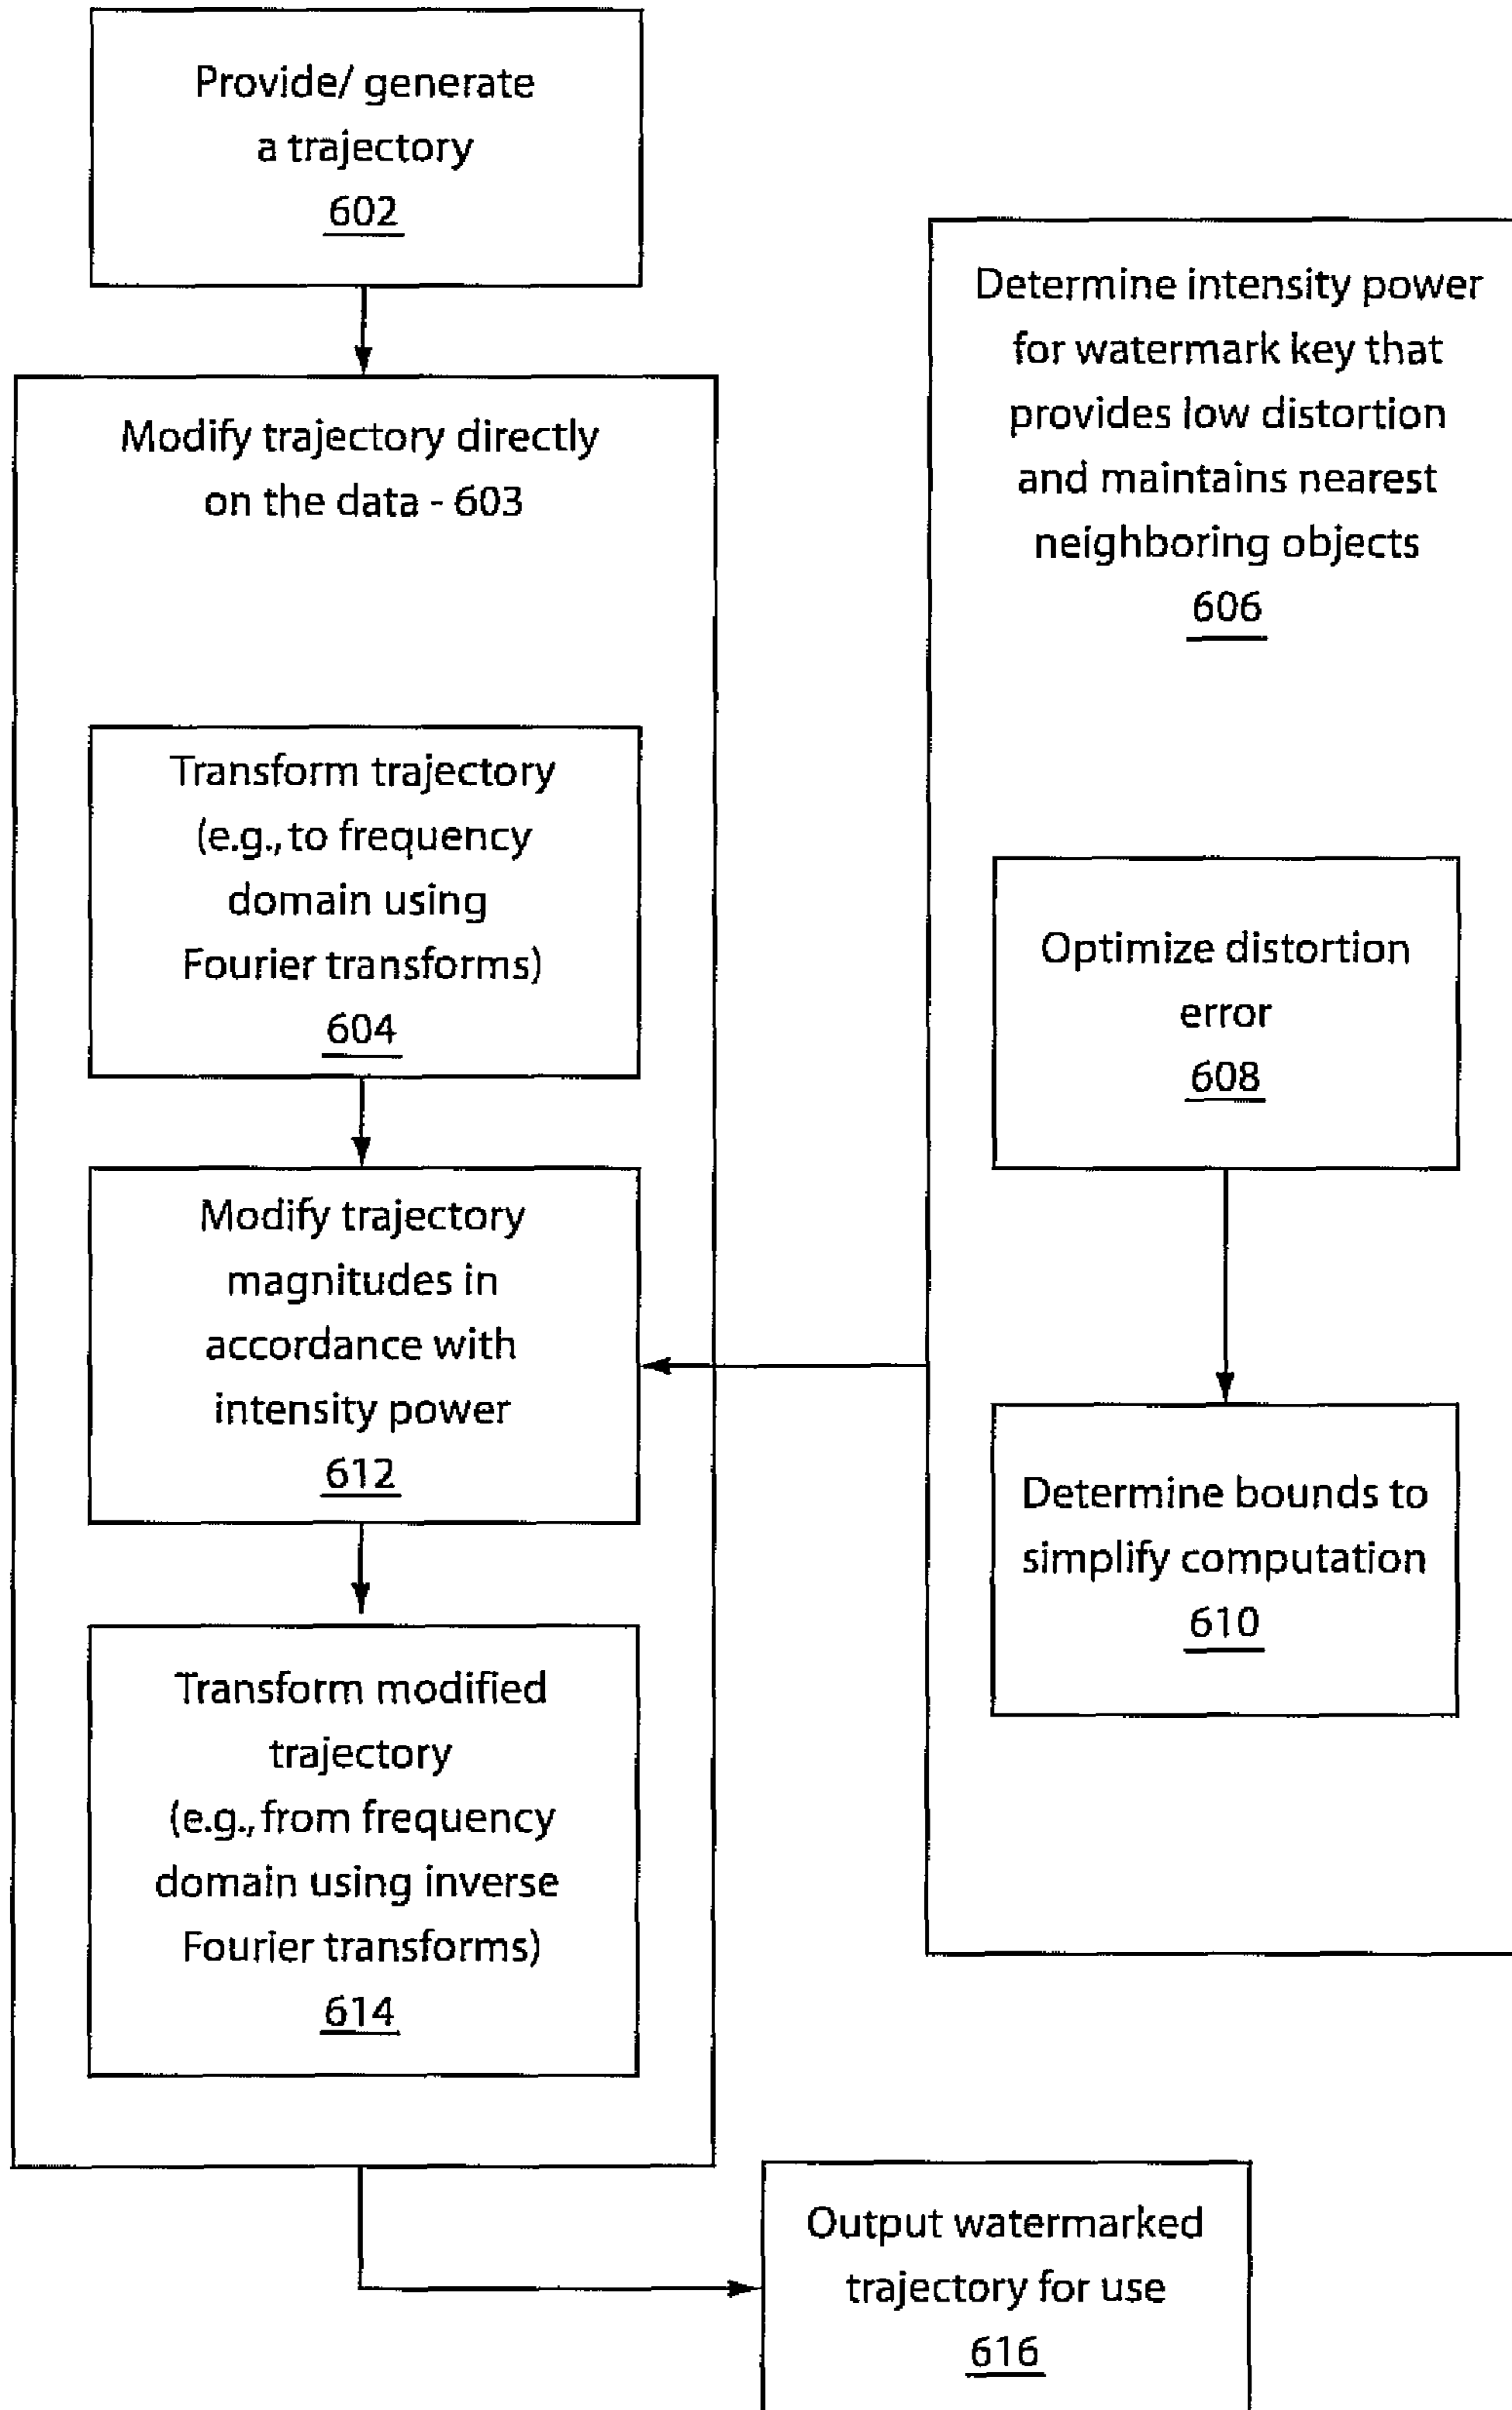 Provide/ generate
a trajectory
602
Modify trajectory directly
on the data - 603
Transform trajectory
(e.g., to frequency
domain using
Fourier transforms)
604
Modify trajectory
magnitudes in
accordance with
intensity power
612
Transform modified
trajectory
(e.g., from frequency
domain using inverse
Fourier transforms)
614
Determine intensity power
for watermark key that
provides low distortion
and maintains nearest
neighboring objects
606
Optimize distortion
error
608
Determine bounds to
simplify computation
610
Output watermarked
trajectory for use
616